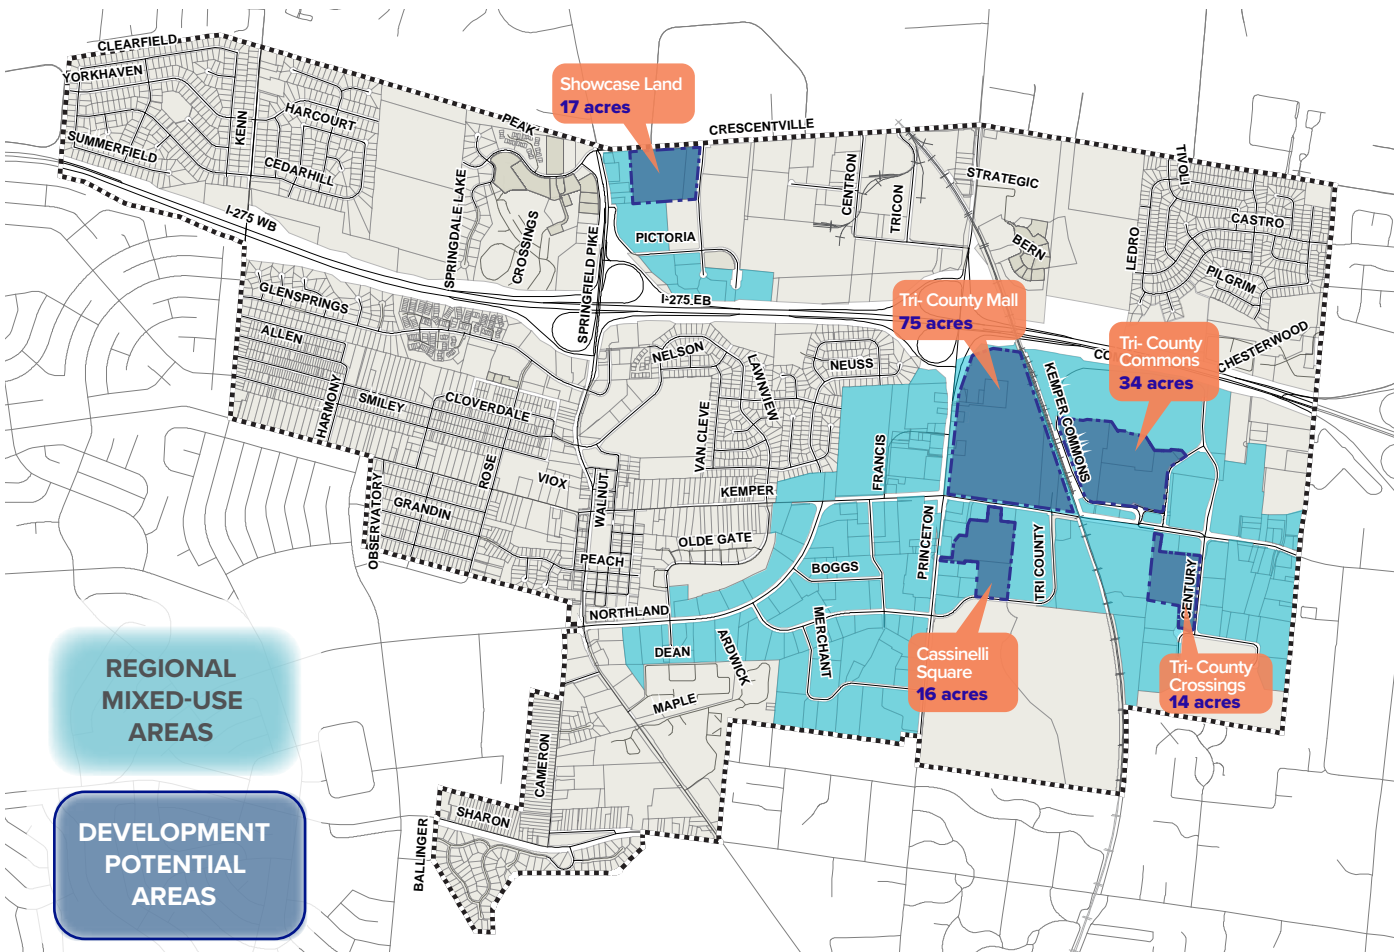 CLEARFIELD
YORKHAVEN
KENN
HARCOURT
SUMMERFIELD
CEDARHILL
I-275 WB
PEAK
Showcase Land
17 acres
CRESCENTVILLE
SPRINGDALE LAKE
CROSSINGS
SPRINGFIELD PIKE
PICTORIA
CENTRON
TRICON
STRATEGIC
BERN
TIVOLI
LEDRO
CASTRO
PILGRIM
I-275 EB
Tri- County Mall
75 acres
Tri- County
Commons
34 acres
CO
CHESTERWOOD
GLENSPRINGS
ALLEN
HARMONY
SMILEY
CLOVERDALE
NELSON
LAWNVIEW
NEUSS
VAN CLEVE
KEMPER COMMONS
FRANCIS
ROSE
VIOX
WALNUT
KEMPER
OBSERVATORY
GRANDIN
OLDE GATE
PEACH
PRINCETON
TRI COUNTY
BOGGS
CENTURY
NORTHLAND
MERCHANT
DEAN
ARDWICK
MAPLE
Cassinelli
Square
16 acres
Tri- County
Crossings
14 acres
CAMERON
SHARON
BALLINGER
REGIONAL
MIXED-USE
AREAS
DEVELOPMENT
POTENTIAL
AREAS